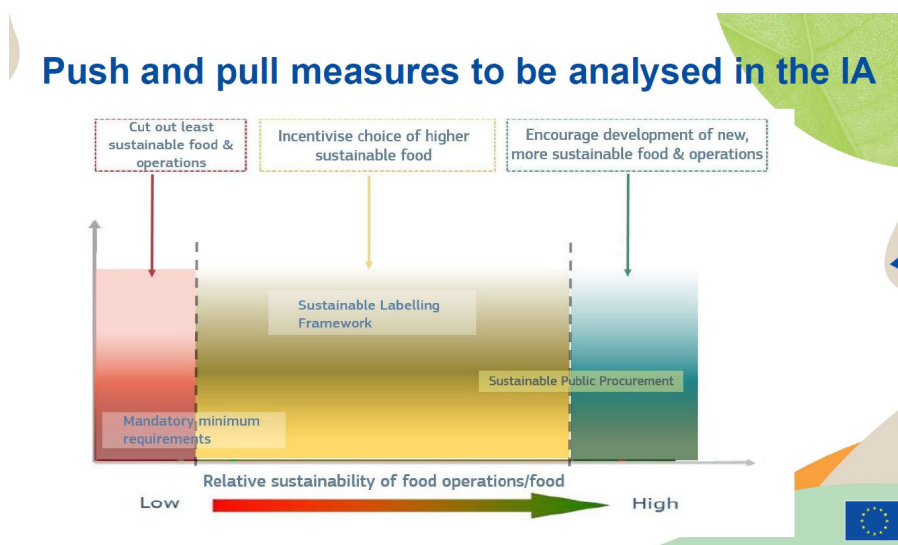 Push and pull measures to be analysed in the IA
Cut out least
sustainable food &
operations
Incentivise choice of higher
sustainable food
Encourage development of new,
more sustainable food & operations
Sustainable Labelling
Framework
Sustainable Public Procurement
Mandatory minimum
requirements
Relative sustainability of food operations/food
Low
High